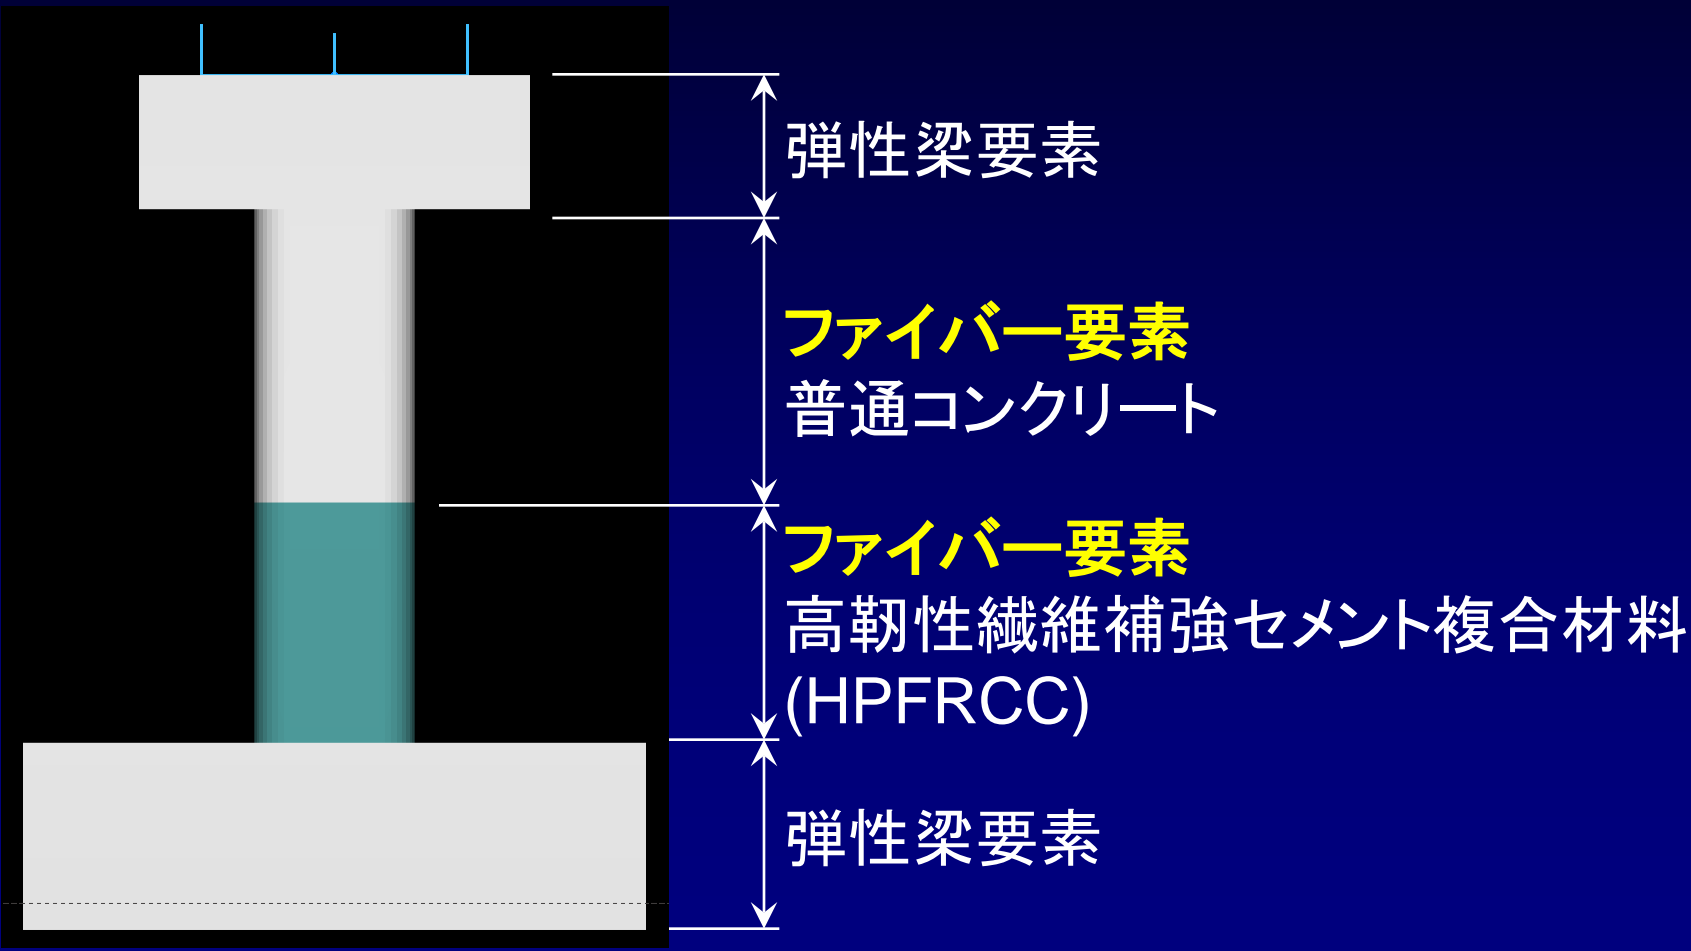 弾性梁要素
ファイバー要素
普通コンクリート
ファイバー要素
高靭性繊維補強セメント複合材料
(HPFRCC)
弾性梁要素